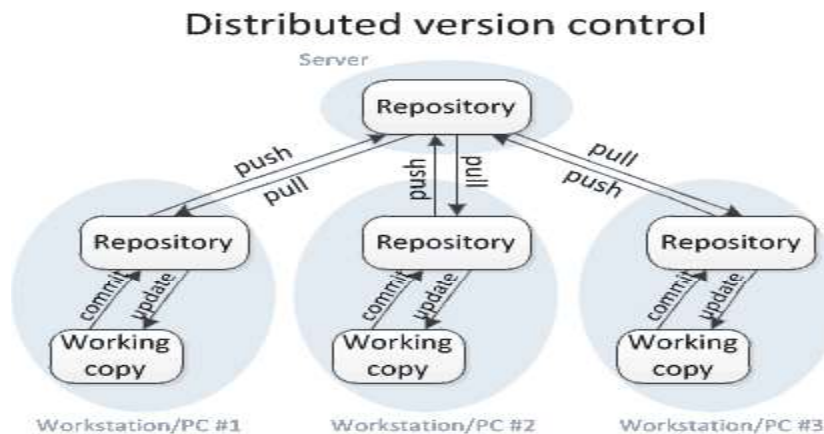 Distributed version control
Server
Repository
push
pull
push
pull
pull
push
Repository
Repository
Repository
commit
update
commit
update
commit
update
Working
copy
Working
copy
Working
copy
Workstation/PC #1
Workstation/PC #2
Workstation/PC #3